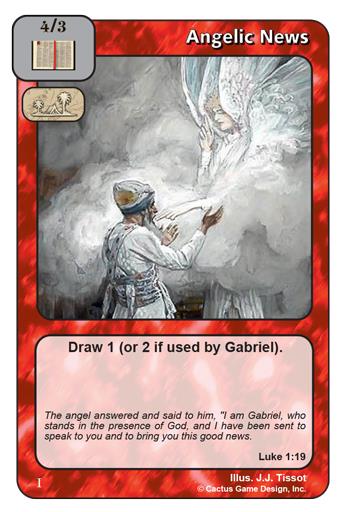 4/3
Angelic News
Draw 1 (or 2 if used by Gabriel).
The angel answered and said to him, "I am Gabriel, who
stands in the presence of God, and I have been sent to
speak to you and to bring you this good news.
Luke 1:19
I
Illus. J.J. Tissot
© Cactus Game Design, Inc.